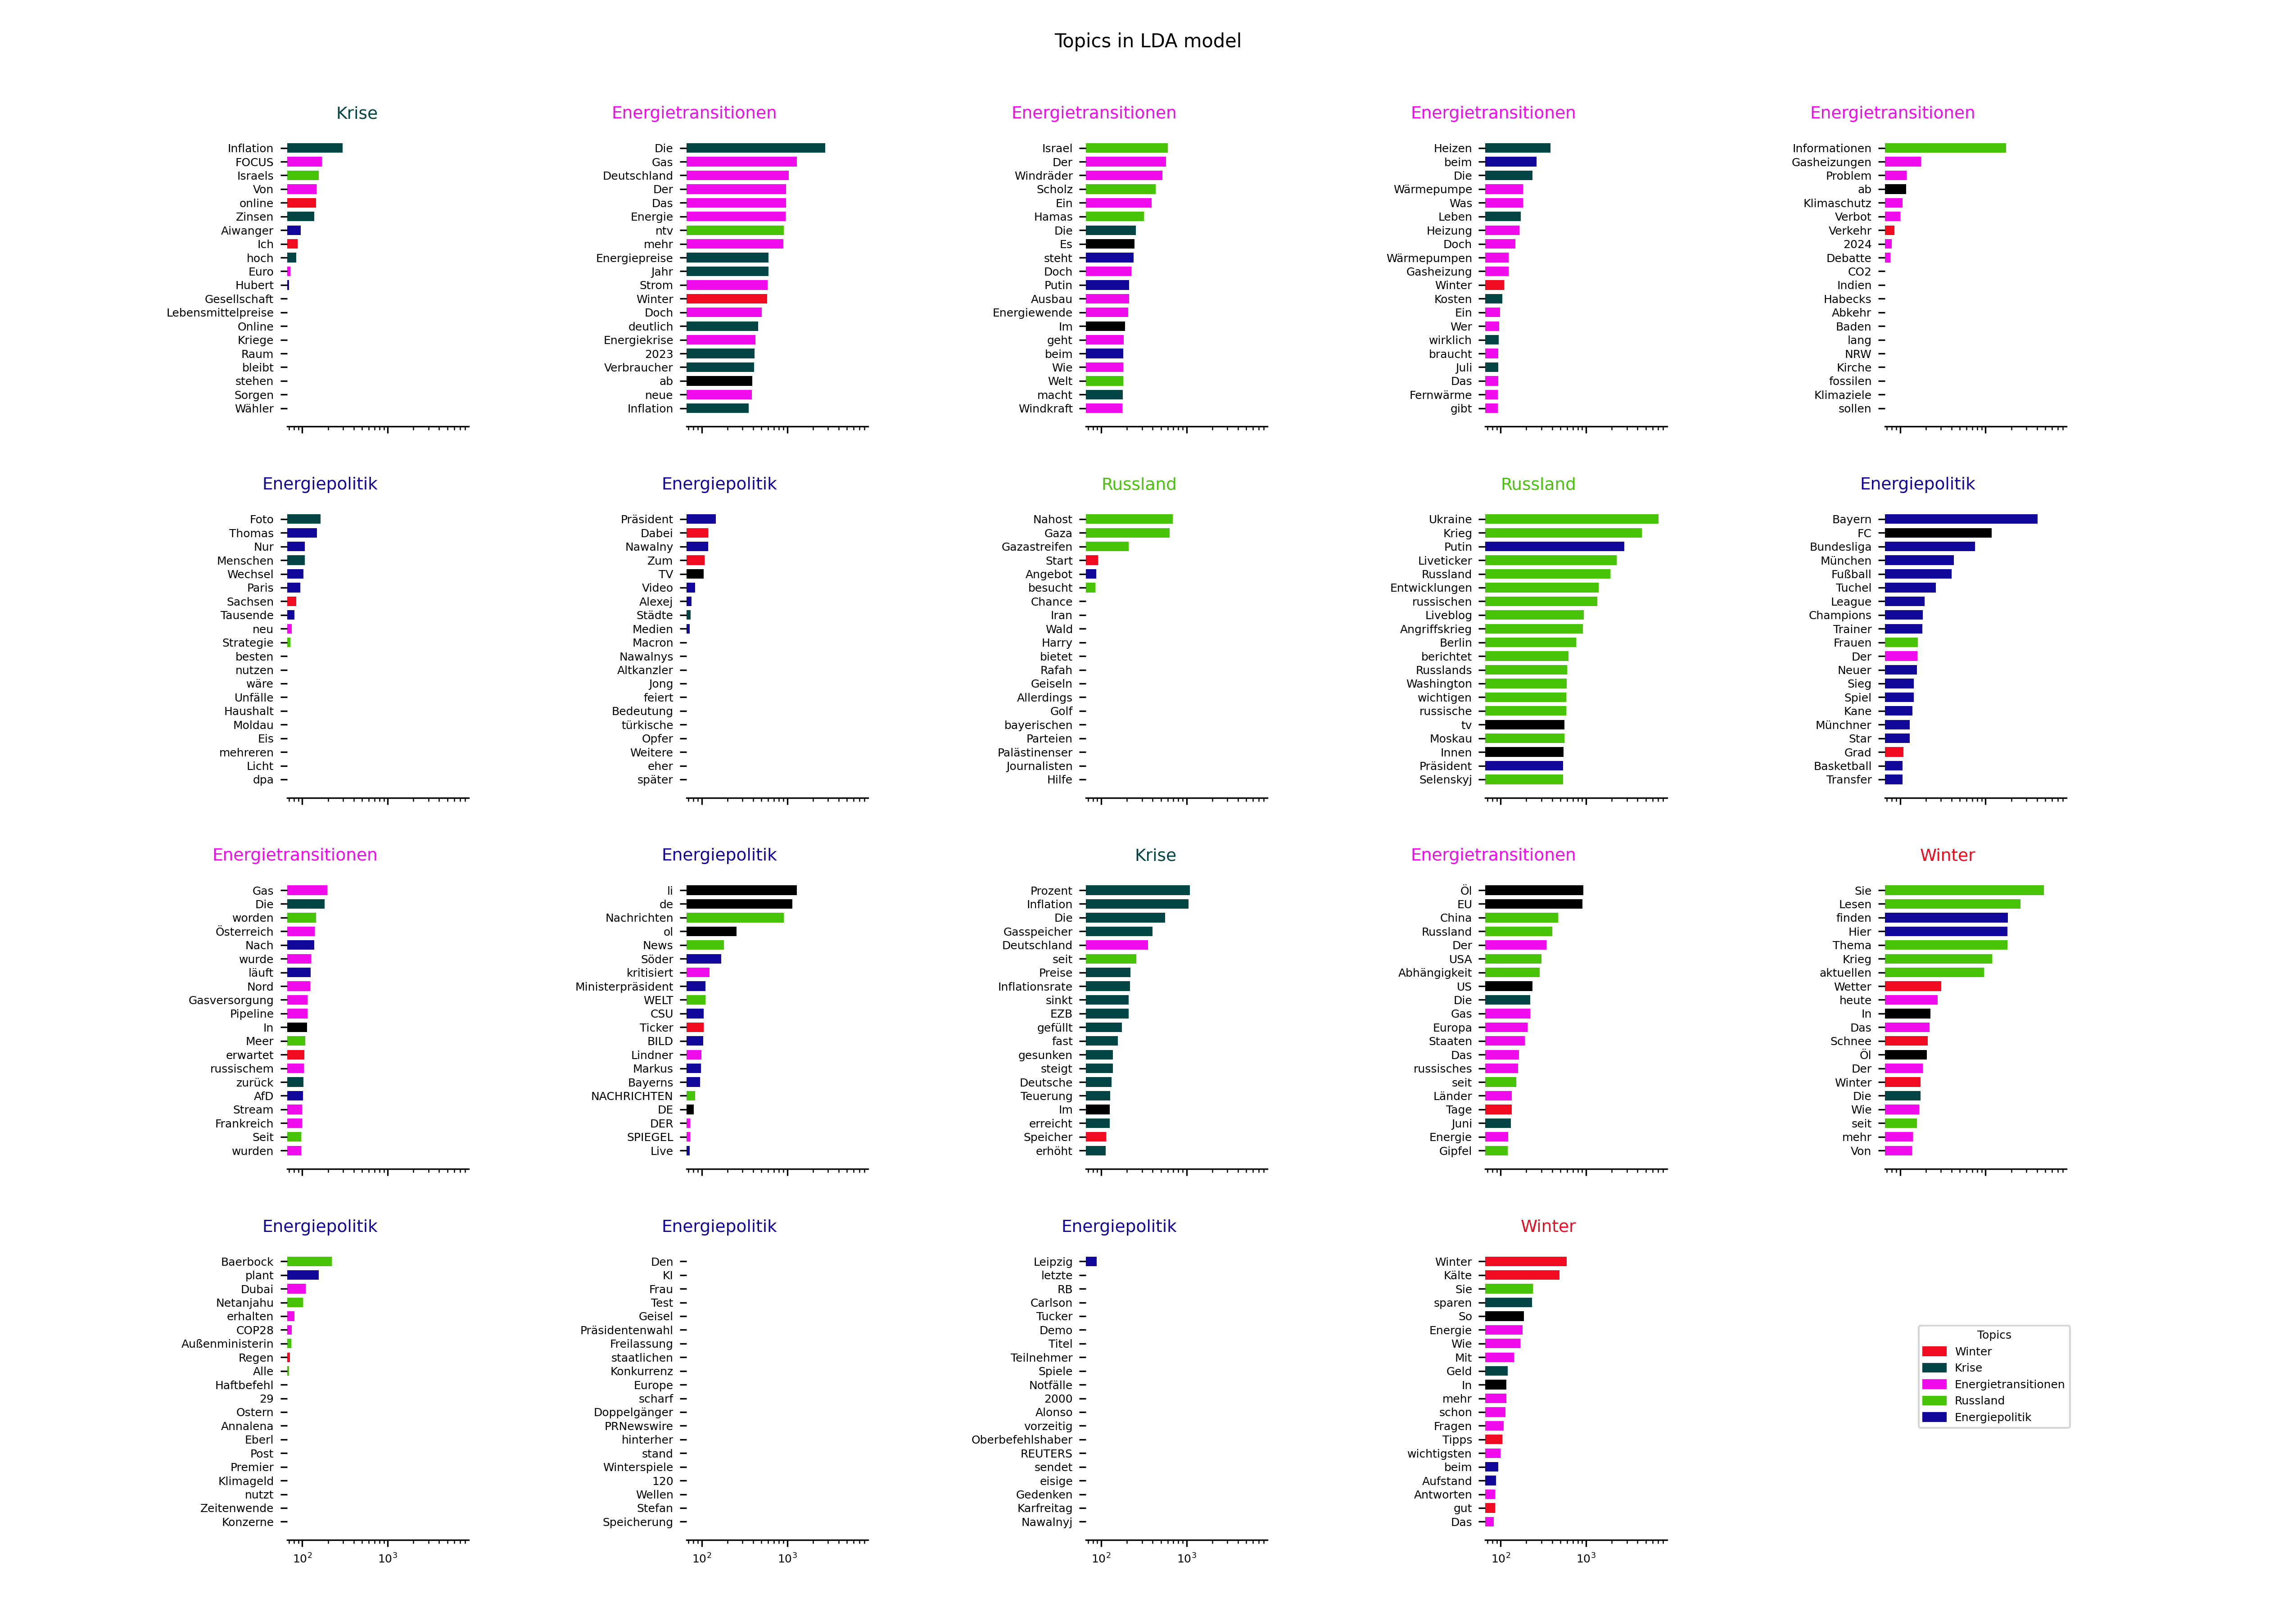 Topics in LDA model
Krise
Inflation
FOCUS
Israels
Von
online
Zinsen
Aiwanger
Ich
hoch
Euro
Hubert
Gesellschaft
Lebensmittelpreise
Online
Kriege
Raum
bleibt
stehen
Sorgen
Wähler
Energietransitionen
Die
Gas
Deutschland
Der
Das
Energie
ntv
mehr
Energiepreise
Jahr
Strom
Winter
Doch
deutlich
Energiekrise
2023
Verbraucher
ab
neue
Inflation
Energietransitionen
Israel
Der
Windräder
Scholz
Ein
Hamas
Die
Es
steht
Doch
Putin
Ausbau
Energiewende
Im
geht
beim
Wie
Welt
macht
Windkraft
Energietransitionen
Heizen
beim
Die
Wärmepumpe
Was
Leben
Heizung
Doch
Wärmepumpen
Gasheizung
Winter
Kosten
Ein
Wer
wirklich
braucht
Juli
Das
Fernwärme
gibt
Energietransitionen
Informationen
Gasheizungen
Problem
ab
Klimaschutz
Verbot
Verkehr
2024
Debatte
CO2
Indien
Habecks
Abkehr
Baden
lang
NRW
Kirche
fossilen
Klimaziele
sollen
Energiepolitik
Foto
Thomas
Nur
Menschen
Wechsel
Paris
Sachsen
Tausende
neu
Strategie
besten
nutzen
wäre
Unfälle
Haushalt
Moldau
Eis
mehreren
Licht
dpa
Energiepolitik
Präsident
Dabei
Nawalny
Zum
TV
Video
Alexej
Städte
Medien
Macron
Nawalnys
Altkanzler
Jong
feiert
Bedeutung
türkische
Opfer
Weitere
eher
später
Russland
Nahost
Gaza
Gazastreifen
Start
Angebot
besucht
Chance
Iran
Wald
Harry
bietet
Rafah
Geiseln
Allerdings
Golf
bayerischen
Parteien
Palästinenser
Journalisten
Hilfe
Russland
Ukraine
Krieg
Putin
Liveticker
Russland
Entwicklungen
russischen
Liveblog
Angriffskrieg
Berlin
berichtet
Russlands
Washington
wichtigen
russische
tv
Moskau
Innen
Präsident
Selenskyj
Energiepolitik
Bayern
FC
Bundesliga
München
Fußball
Tuchel
League
Champions
Trainer
Frauen
Der
Neuer
Sieg
Spiel
Kane
Münchner
Star
Grad
Basketball
Transfer
Energietransitionen
Gas
Die
worden
Österreich
Nach
wurde
läuft
Nord
Gasversorgung
Pipeline
In
Meer
erwartet
russischem
zurück
AfD
Stream
Frankreich
Seit
wurden
Energiepolitik
li
de
Nachrichten
ol
News
Söder
kritisiert
Ministerpräsident
WELT
CSU
Ticker
BILD
Lindner
Markus
Bayerns
NACHRICHTEN
DE
DER
SPIEGEL
Live
Krise
Prozent
Inflation
Die
Gasspeicher
Deutschland
seit
Preise
Inflationsrate
sinkt
EZB
gefüllt
fast
gesunken
steigt
Deutsche
Teuerung
Im
erreicht
Speicher
erhöht
Energietransitionen
Öl
EU
China
Russland
Der
USA
Abhängigkeit
US
Die
Gas
Europa
Staaten
Das
russisches
seit
Länder
Tage
Juni
Energie
Gipfel
Winter
Sie
Lesen
finden
Hier
Thema
Krieg
aktuellen
Wetter
heute
In
Das
Schnee
Öl
Der
Winter
Die
Wie
seit
mehr
Von
Energiepolitik
Baerbock
plant
Dubai
Netanjahu
erhalten
COP28
Außenministerin
Regen
Alle
Haftbefehl
29
Ostern
Annalena
Eberl
Post
Premier
Klimageld
nutzt
Zeitenwende
Konzerne
10² 10³
Energiepolitik
Den
KI
Frau
Test
Geisel
Präsidentenwahl
Freilassung
staatlichen
Konkurrenz
Europe
scharf
Doppelgänger
PRNewswire
hinterher
stand
Winterspiele
120
Wellen
Stefan
Speicherung
10² 10³
Energiepolitik
Leipzig
letzte
RB
Carlson
Tucker
Demo
Titel
Teilnehmer
Spiele
Notfälle
2000
Alonso
vorzeitig
Oberbefehlshaber
REUTERS
sendet
eisige
Gedenken
Karfreitag
Nawalnyj
10² 10³
Winter
Winter
Kälte
Sie
sparen
So
Energie
Wie
Mit
Geld
In
mehr
schon
Fragen
Tipps
wichtigsten
beim
Aufstand
Antworten
gut
Das
10² 10³
Topics
Winter
Krise
Energietransitionen
Russland
Energiepolitik